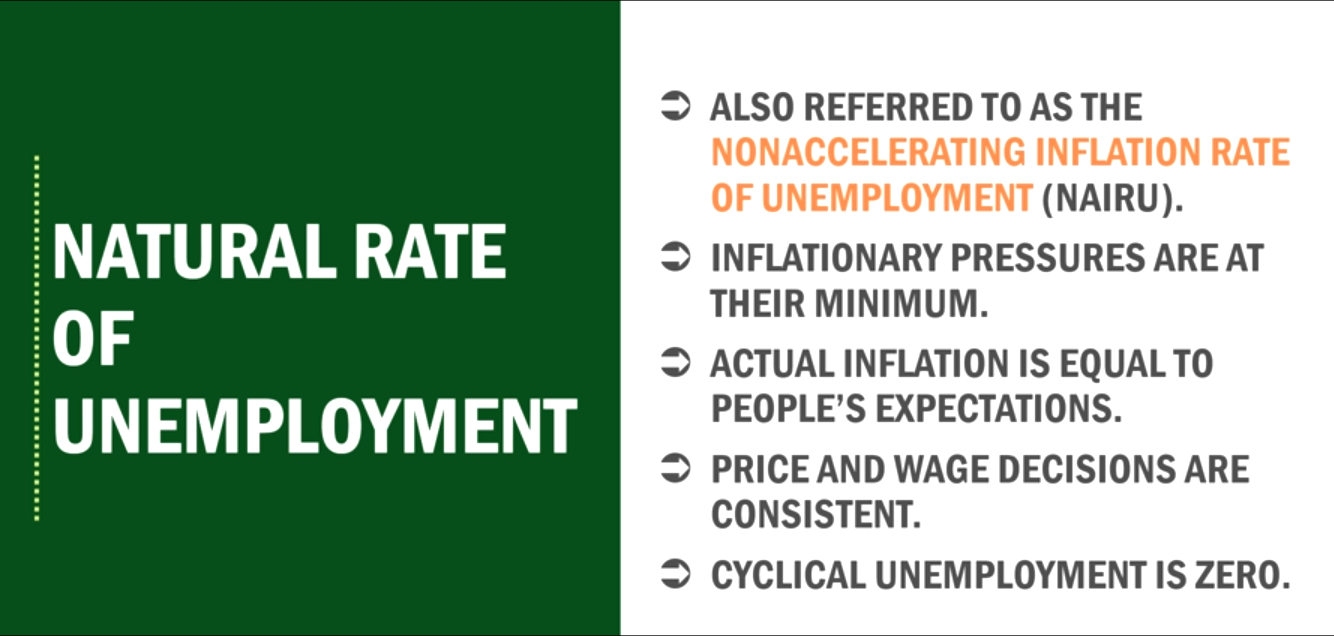 NATURAL RATE
OF
UNEMPLOYMENT
ALSO REFERRED TO AS THE
NONACCELERATING INFLATION RATE
OF UNEMPLOYMENT (NAIRU).
INFLATIONARY PRESSURES ARE AT
THEIR MINIMUM.
ACTUAL INFLATION IS EQUAL TO
PEOPLE'S EXPECTATIONS.
PRICE AND WAGE DECISIONS ARE
CONSISTENT.
CYCLICAL UNEMPLOYMENT IS ZERO.